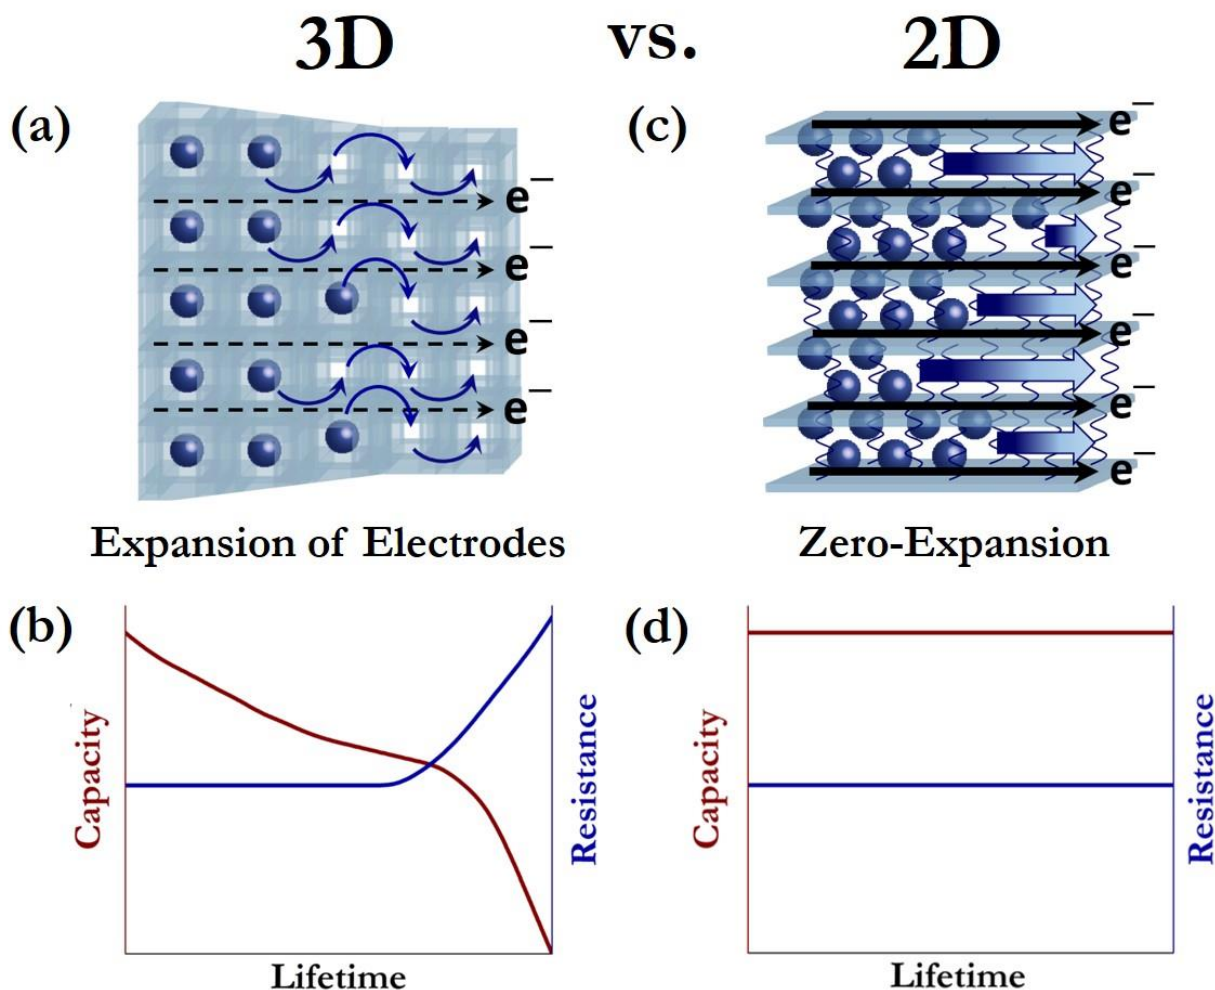 3D vs. 2D
(a)
e⁻
e⁻
e⁻
e⁻
Expansion of Electrodes
(c)
e⁻
e⁻
e⁻
e⁻
e⁻
e⁻
Zero-Expansion
(b)
Capacity
Resistance
Lifetime
(d)
Capacity
Resistance
Lifetime